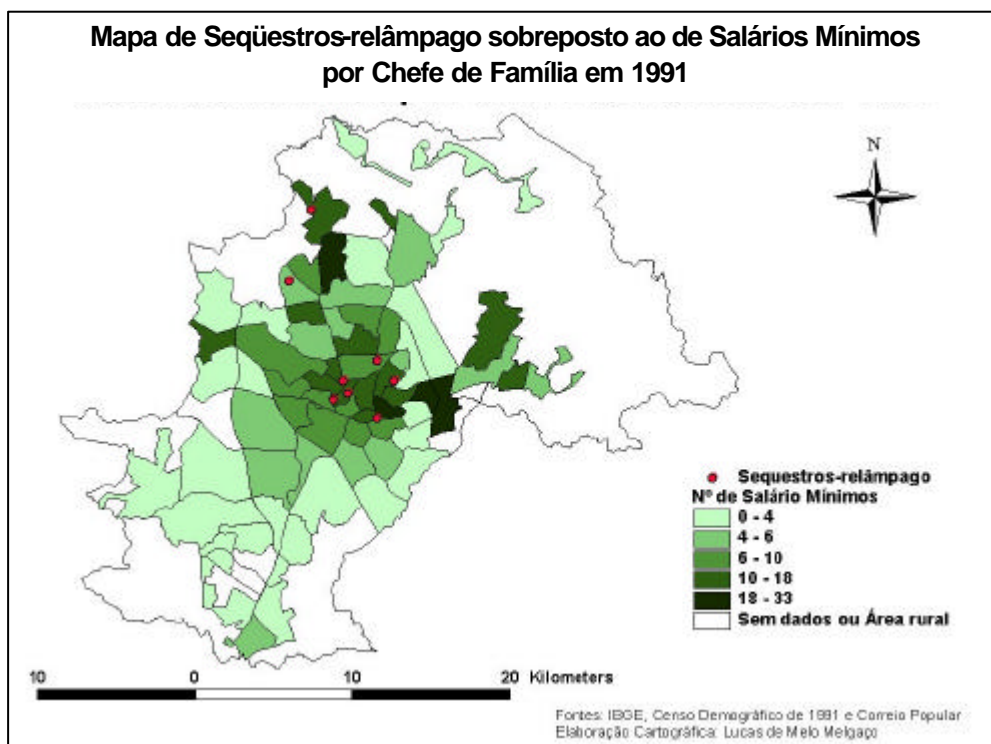 Mapa de Seqüestros-relâmpago sobreposto ao de Salários Mínimos
por Chefe de Família em 1991
N
Sequestros-relâmpago
Nº de Salário Mínimos
0 - 4
4 - 6
6 - 10
10 - 18
18 - 33
Sem dados ou Área rural
10 0 10 20 Kilometers
Fontes: IBGE, Censo Demográfico de 1991 e Correio Popular
Elaboração Cartográfica: Lucas de Melo Melgaço